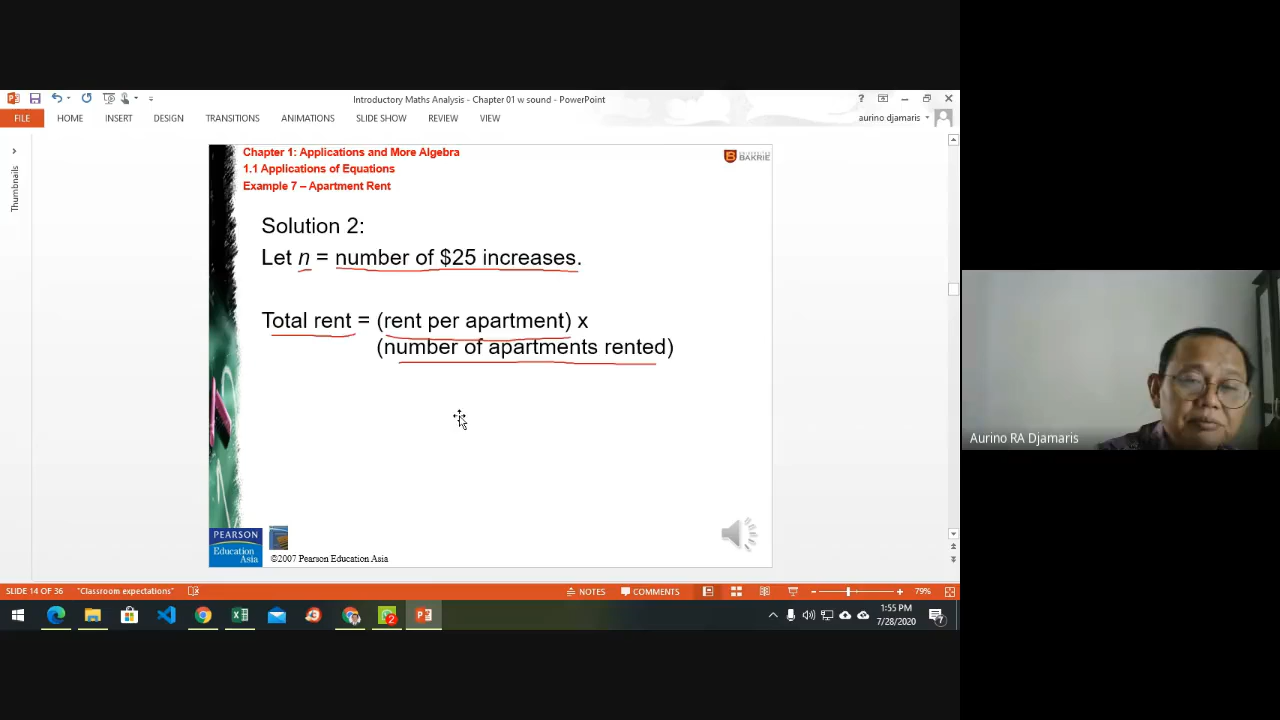 Introductory Maths Analysis - Chapter 01 w sound - PowerPoint
?
FILE HOME INSERT DESIGN TRANSITIONS ANIMATIONS SLIDE SHOW REVIEW VIEW
aurino djamaris
Thumbnails
Chapter 1: Applications and More Algebra
1.1 Applications of Equations
Example 7 – Apartment Rent
BAKRIE
Solution 2:
Let n = number of $25 increases.
Total rent = (rent per apartment) x
(number of apartments rented)
PEARSON
Education
Asia
©2007 Pearson Education Asia
Aurino RA Djamaris
SLIDE 14 OF 36 "Classroom expectations"
NOTES COMMENTS 79%
2
1:55 PM
7/28/2020
7